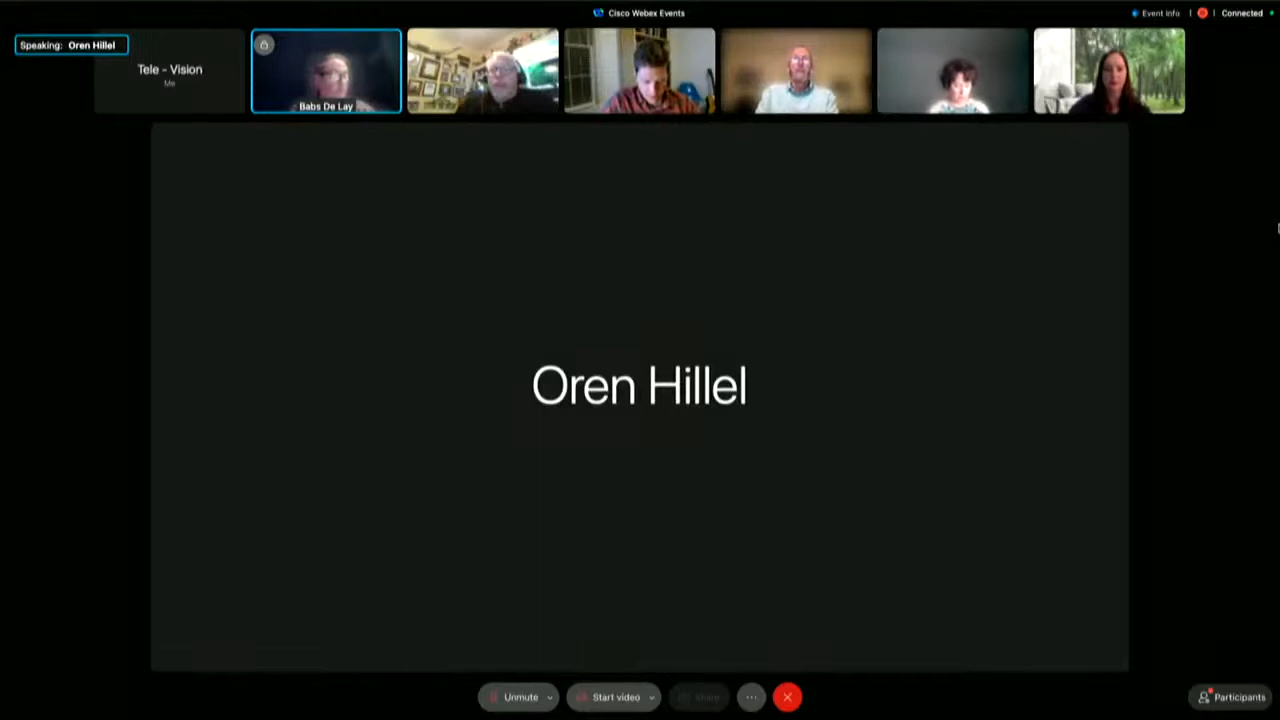 Cisco Webex Events
Event Info
Connected
Speaking: Oren Hillel
Tele - Vision
Me
Babs De Lay
Oren Hillel
Unmute
Start video
Share
Participants